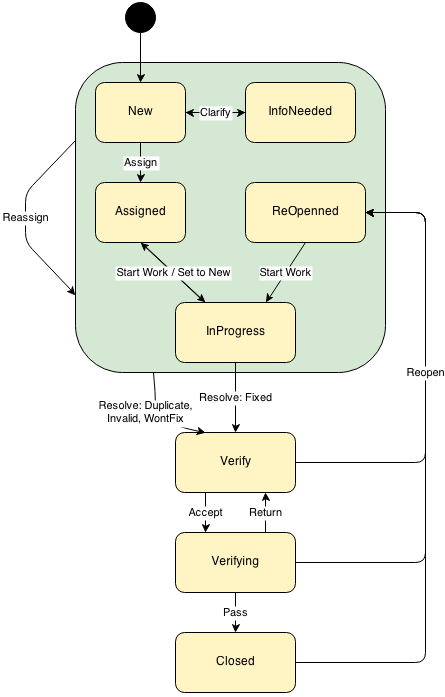 New
Clarify
InfoNeeded
Assign
Assigned
ReOpenned
Reassign
Start Work / Set to New
Start Work
InProgress
Reopen
Resolve: Duplicate,
Invalid, WontFix
Resolve: Fixed
Verify
Accept
Return
Verifying
Pass
Closed